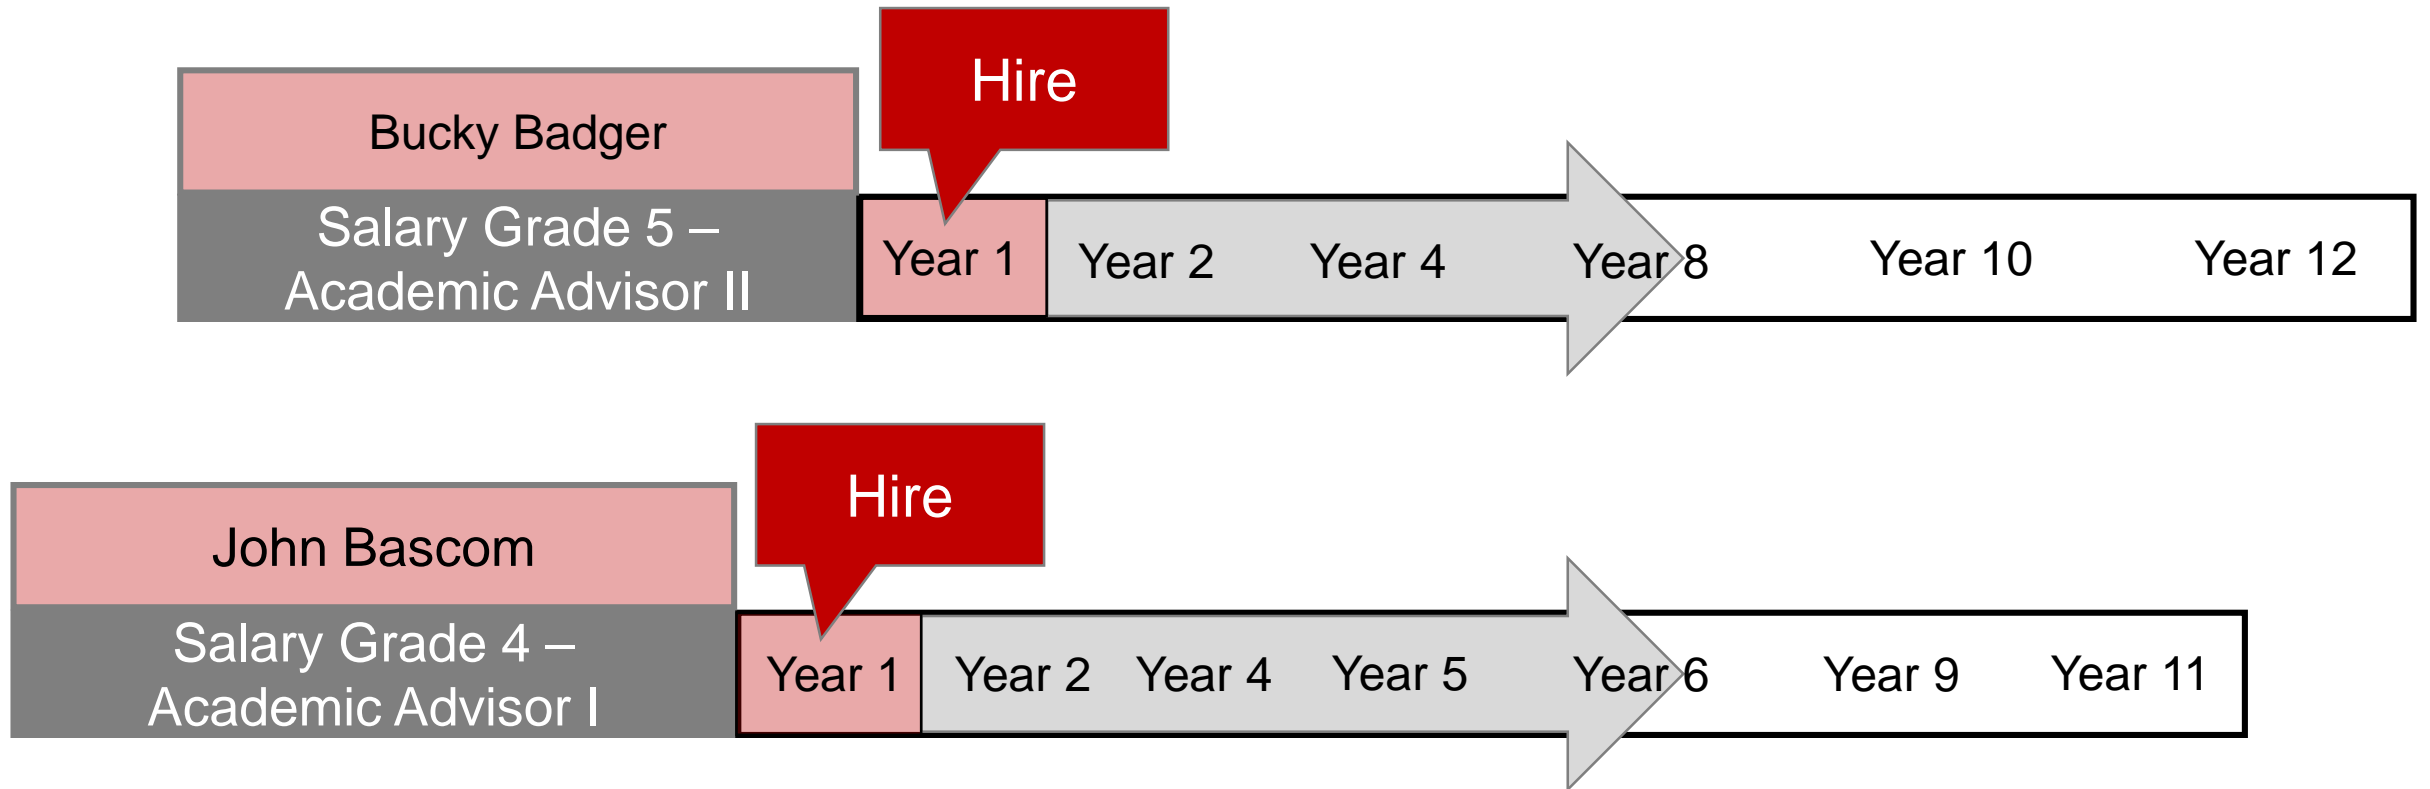 Hire
Bucky Badger
Salary Grade 5 –
Academic Advisor II
Year 1 Year 2 Year 4 Year 8 Year 10 Year 12
Hire
John Bascom
Salary Grade 4 –
Academic Advisor I
Year 1 Year 2 Year 4 Year 5 Year 6 Year 9 Year 11